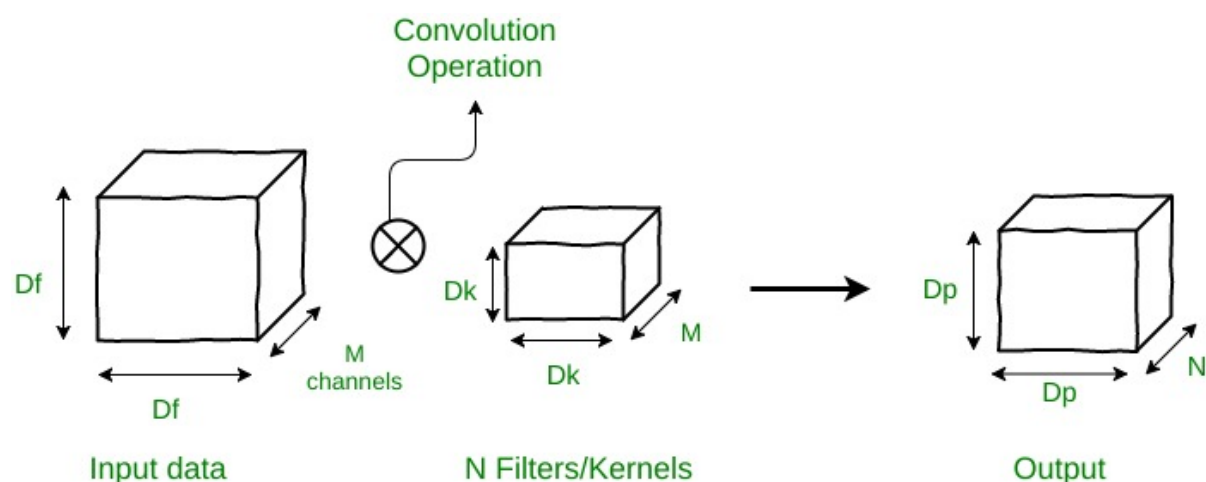 Convolution
Operation
Df
M
channels
Df
Input data
Dk
M
Dk
N Filters/Kernels
Dp
N
Dp
Output